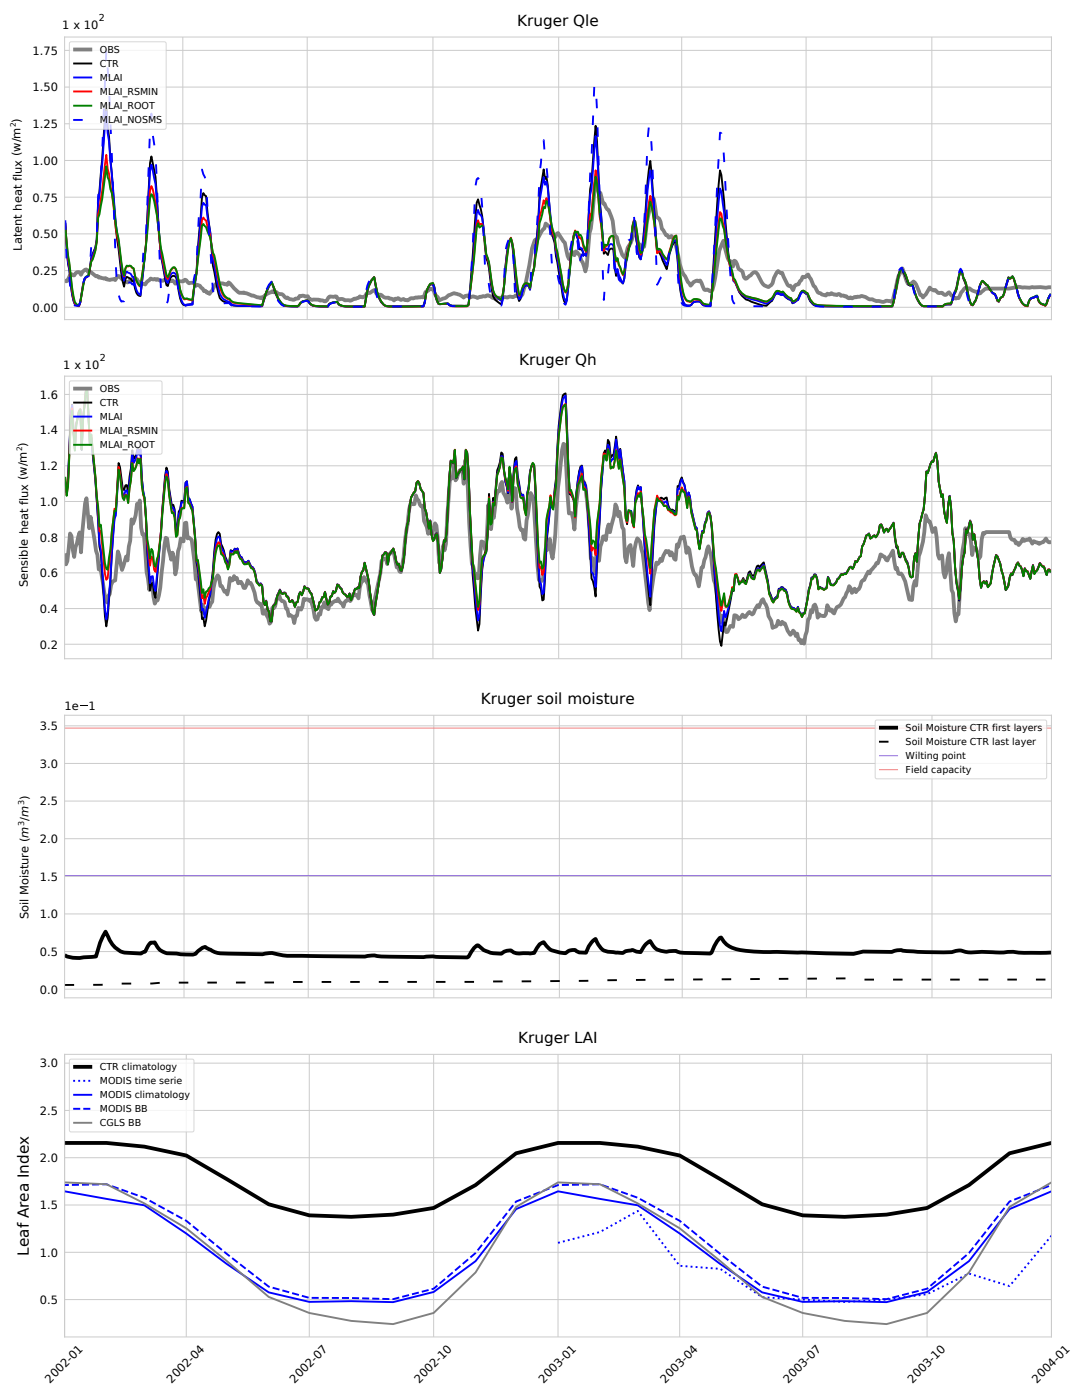 Kruger Qle
1 x 10²
Latent heat flux (w/m²)
1.75
1.50
1.25
1.00
0.75
0.50
0.25
0.00
OBS
CTR
MLAI
MLAI_RSMIN
MLAI_ROOT
MLAI_NOSMS
Kruger Qh
1 x 10²
Sensible heat flux (w/m²)
1.6
1.4
1.2
1.0
0.8
0.6
0.4
0.2
OBS
CTR
MLAI
MLAI_RSMIN
MLAI_ROOT
Kruger soil moisture
1e−1
Soil Moisture (m³/m³)
3.5
3.0
2.5
2.0
1.5
1.0
0.5
0.0
Soil Moisture CTR first layers
Soil Moisture CTR last layer
Wilting point
Field capacity
Kruger LAI
Leaf Area Index
3.0
2.5
2.0
1.5
1.0
0.5
CTR climatology
MODIS time serie
MODIS climatology
MODIS BB
CGLS BB
2002-01
2002-04
2002-07
2002-10
2003-01
2003-04
2003-07
2003-10
2004-01